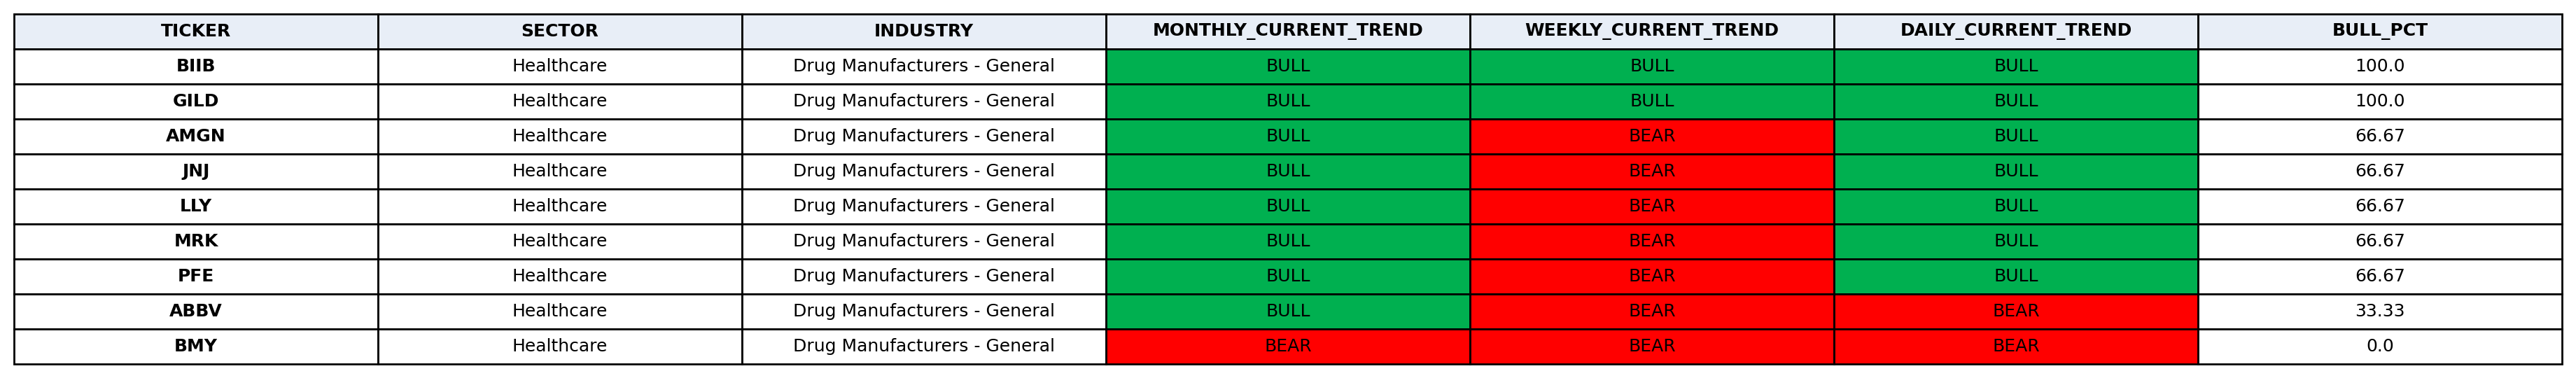 TICKER SECTOR INDUSTRY MONTHLY_CURRENT_TREND WEEKLY_CURRENT_TREND DAILY_CURRENT_TREND BULL_PCT
BIIB Healthcare Drug Manufacturers - General BULL BULL BULL 100.0
GILD Healthcare Drug Manufacturers - General BULL BULL BULL 100.0
AMGN Healthcare Drug Manufacturers - General BULL BEAR BULL 66.67
JNJ Healthcare Drug Manufacturers - General BULL BEAR BULL 66.67
LLY Healthcare Drug Manufacturers - General BULL BEAR BULL 66.67
MRK Healthcare Drug Manufacturers - General BULL BEAR BULL 66.67
PFE Healthcare Drug Manufacturers - General BULL BEAR BULL 66.67
ABBV Healthcare Drug Manufacturers - General BULL BEAR BEAR 33.33
BMY Healthcare Drug Manufacturers - General BEAR BEAR BEAR 0.0